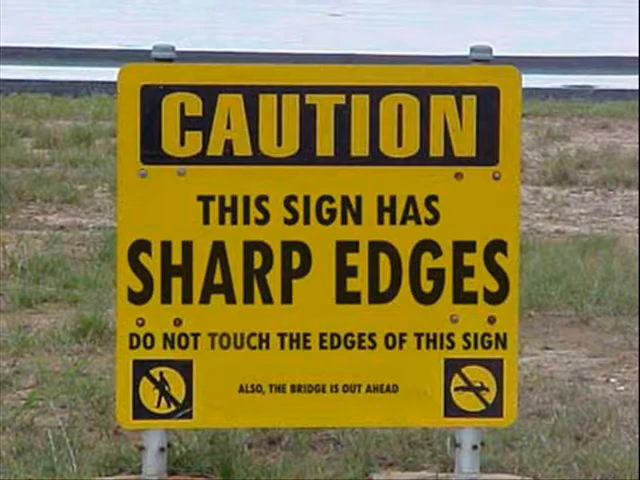 CAUTION
THIS SIGN HAS
SHARP EDGES
DO NOT TOUCH THE EDGES OF THIS SIGN
ALSO, THE BRIDGE IS OUT AHEAD